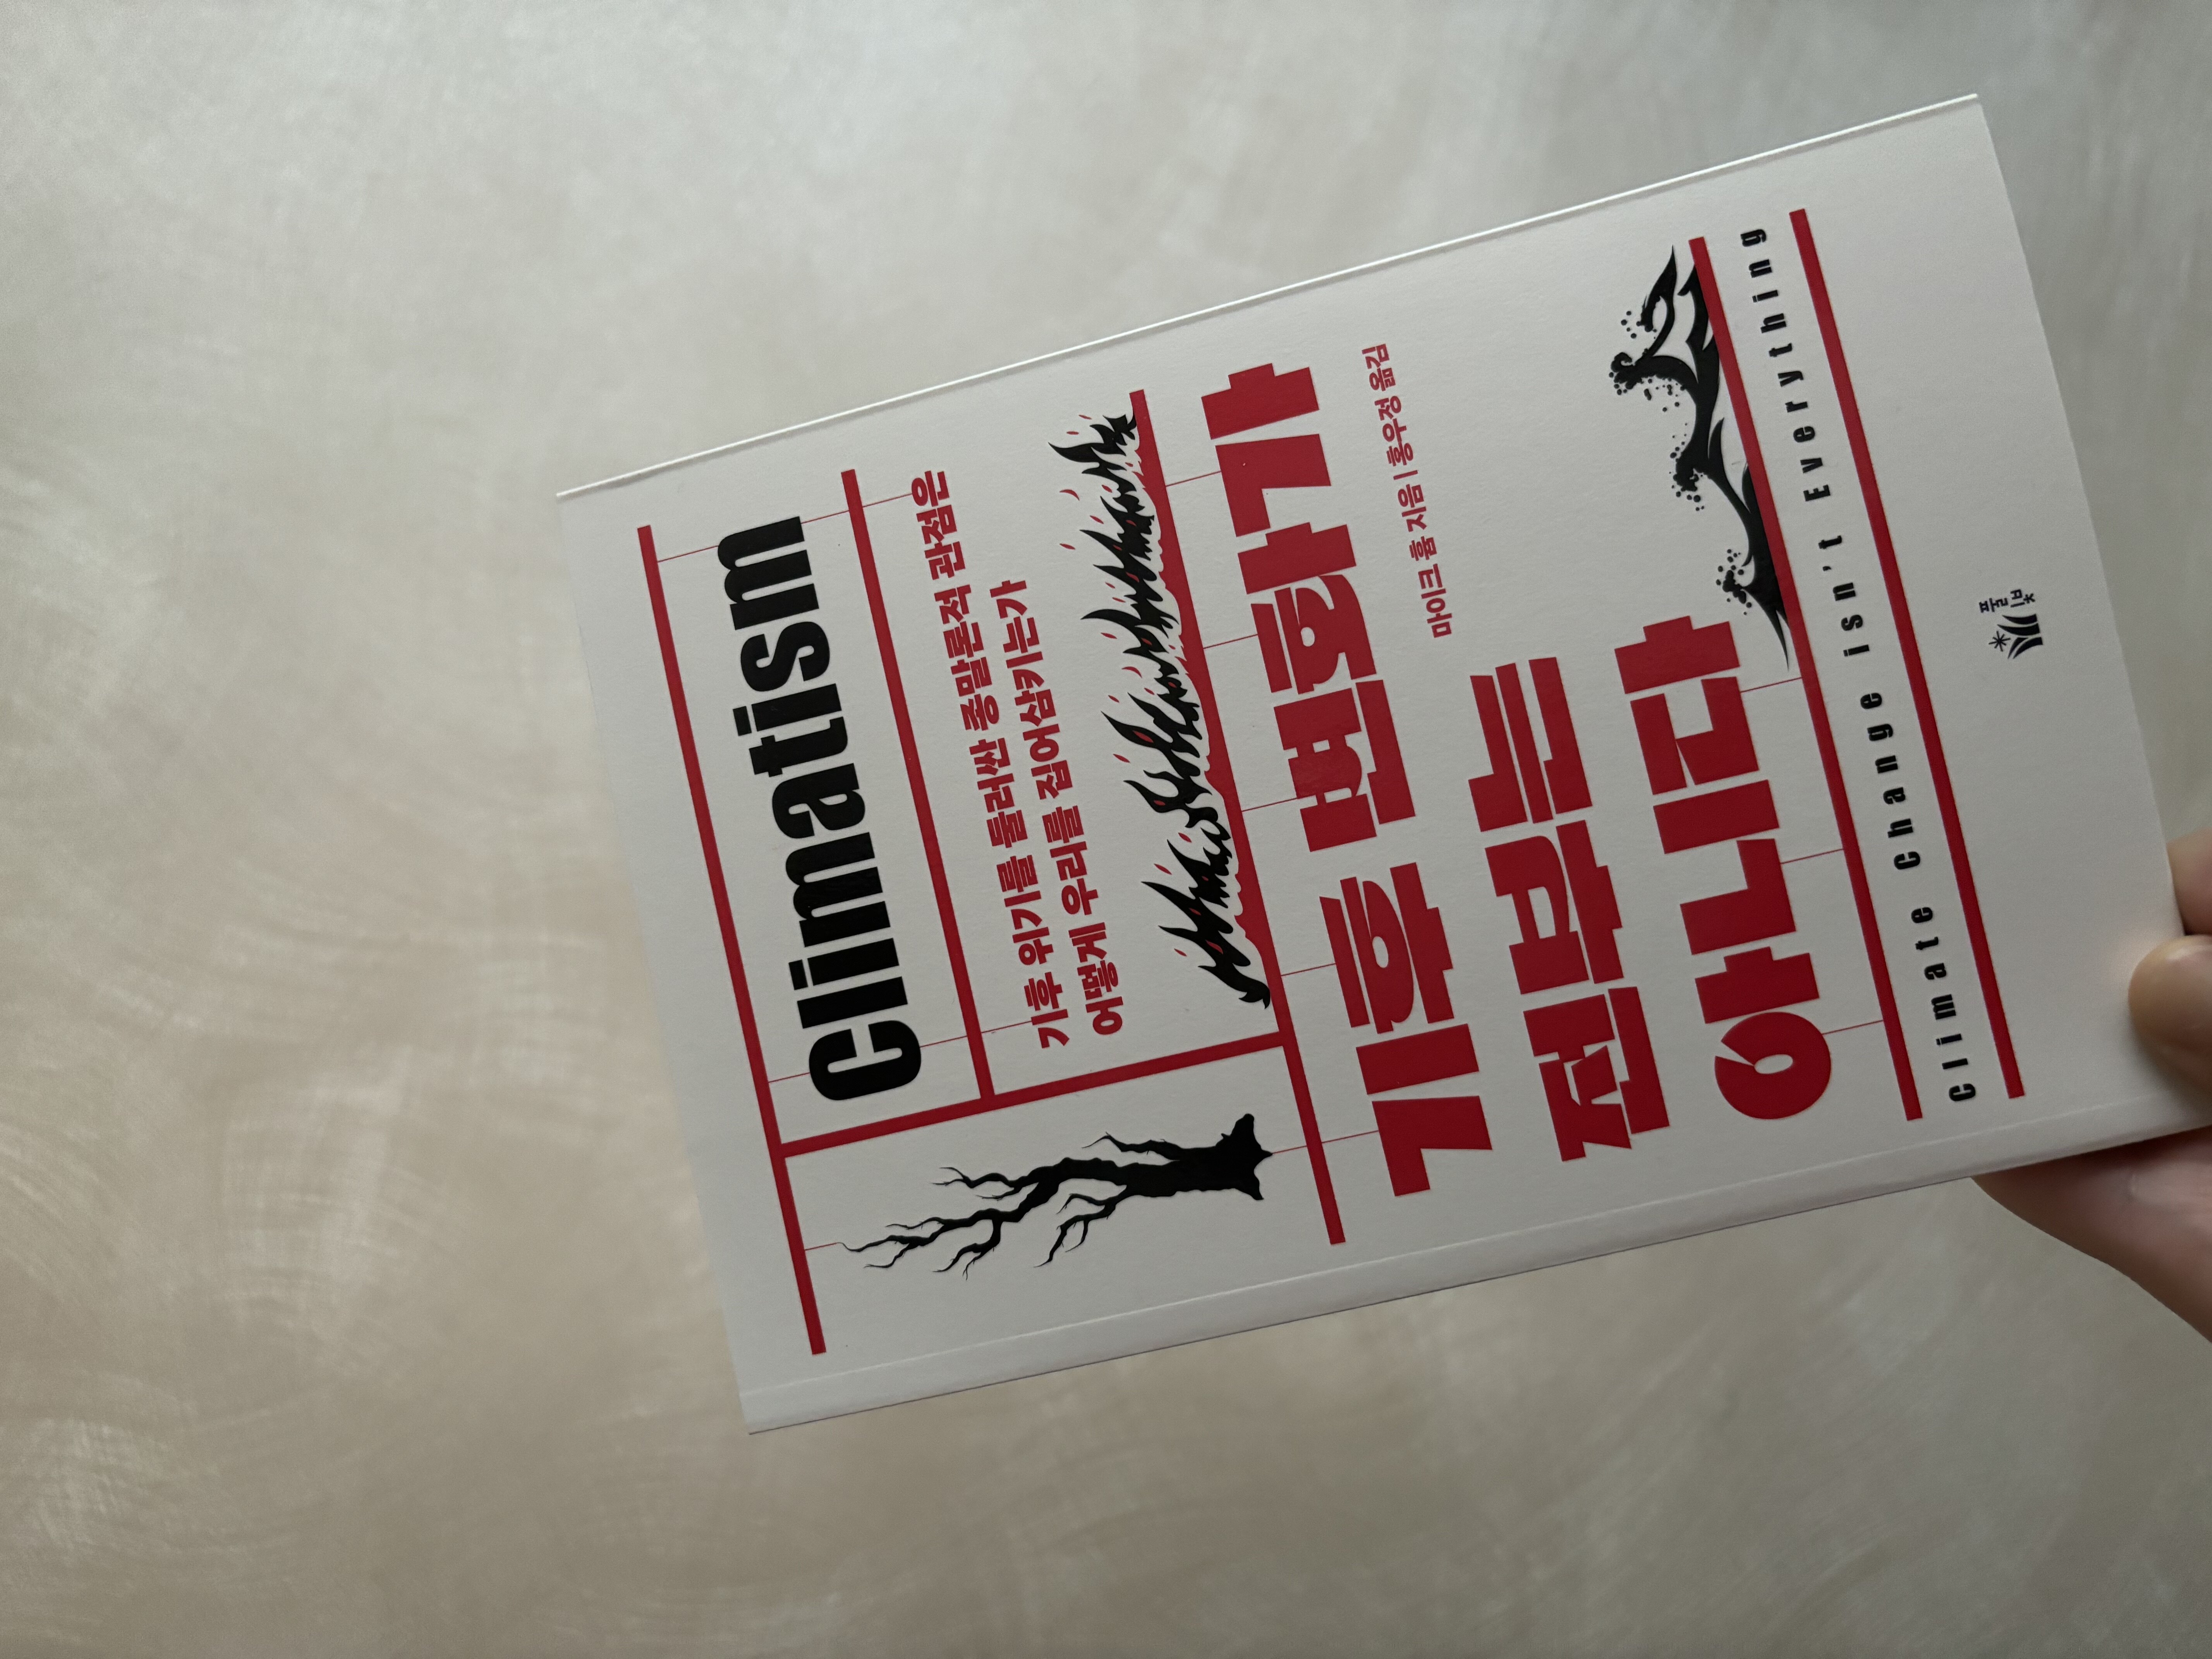 Climatism
기후 위기를 둘러싼 종말론적 관점은
어떻게 우리를 집어삼키는가
기후 변화가
전부는
아니다
마이크 흄 지음 | 홍우정 옮김
Climate Change isn't Everything
풀빛